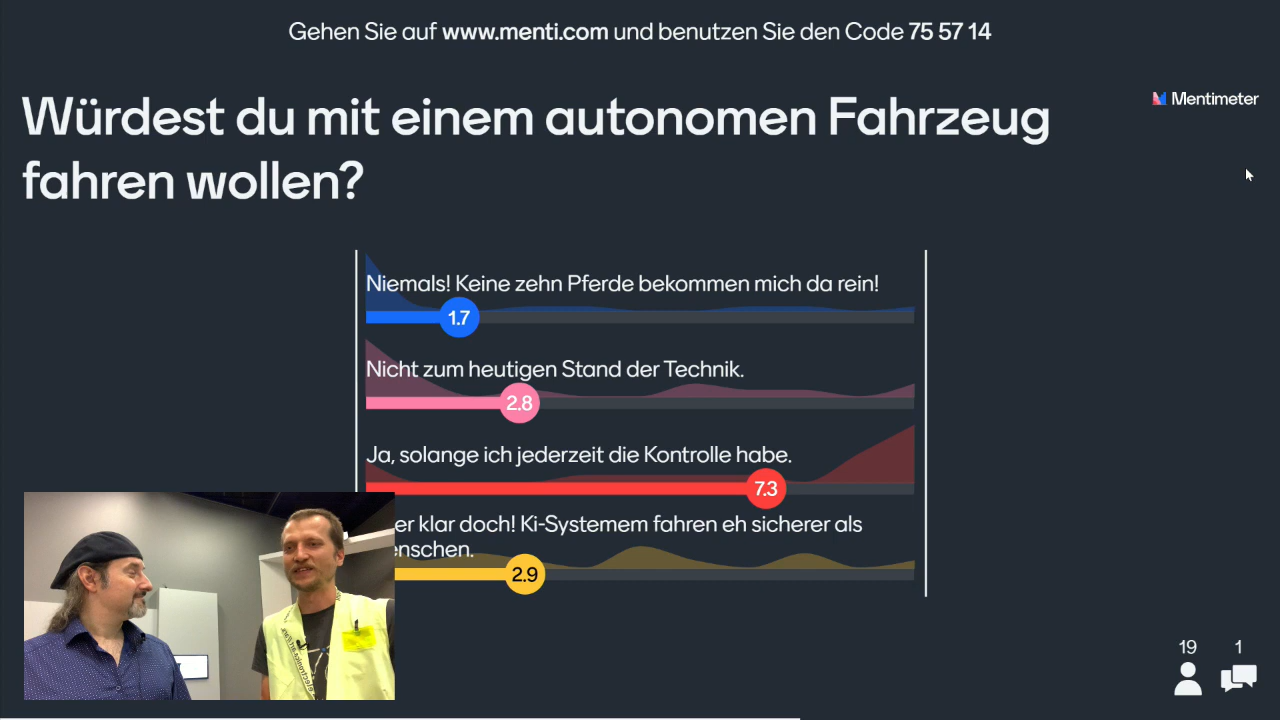 Gehen Sie auf www.menti.com und benutzen Sie den Code 75 57 14
Würdest du mit einem autonomen Fahrzeug
fahren wollen?
Mentimeter
Niemals! Keine zehn Pferde bekommen mich da rein!
1.7
Nicht zum heutigen Stand der Technik.
2.8
Ja, solange ich jederzeit die Kontrolle habe.
7.3
er klar doch! Ki-Systemem fahren eh sicherer als
enschen.
2.9
19 1